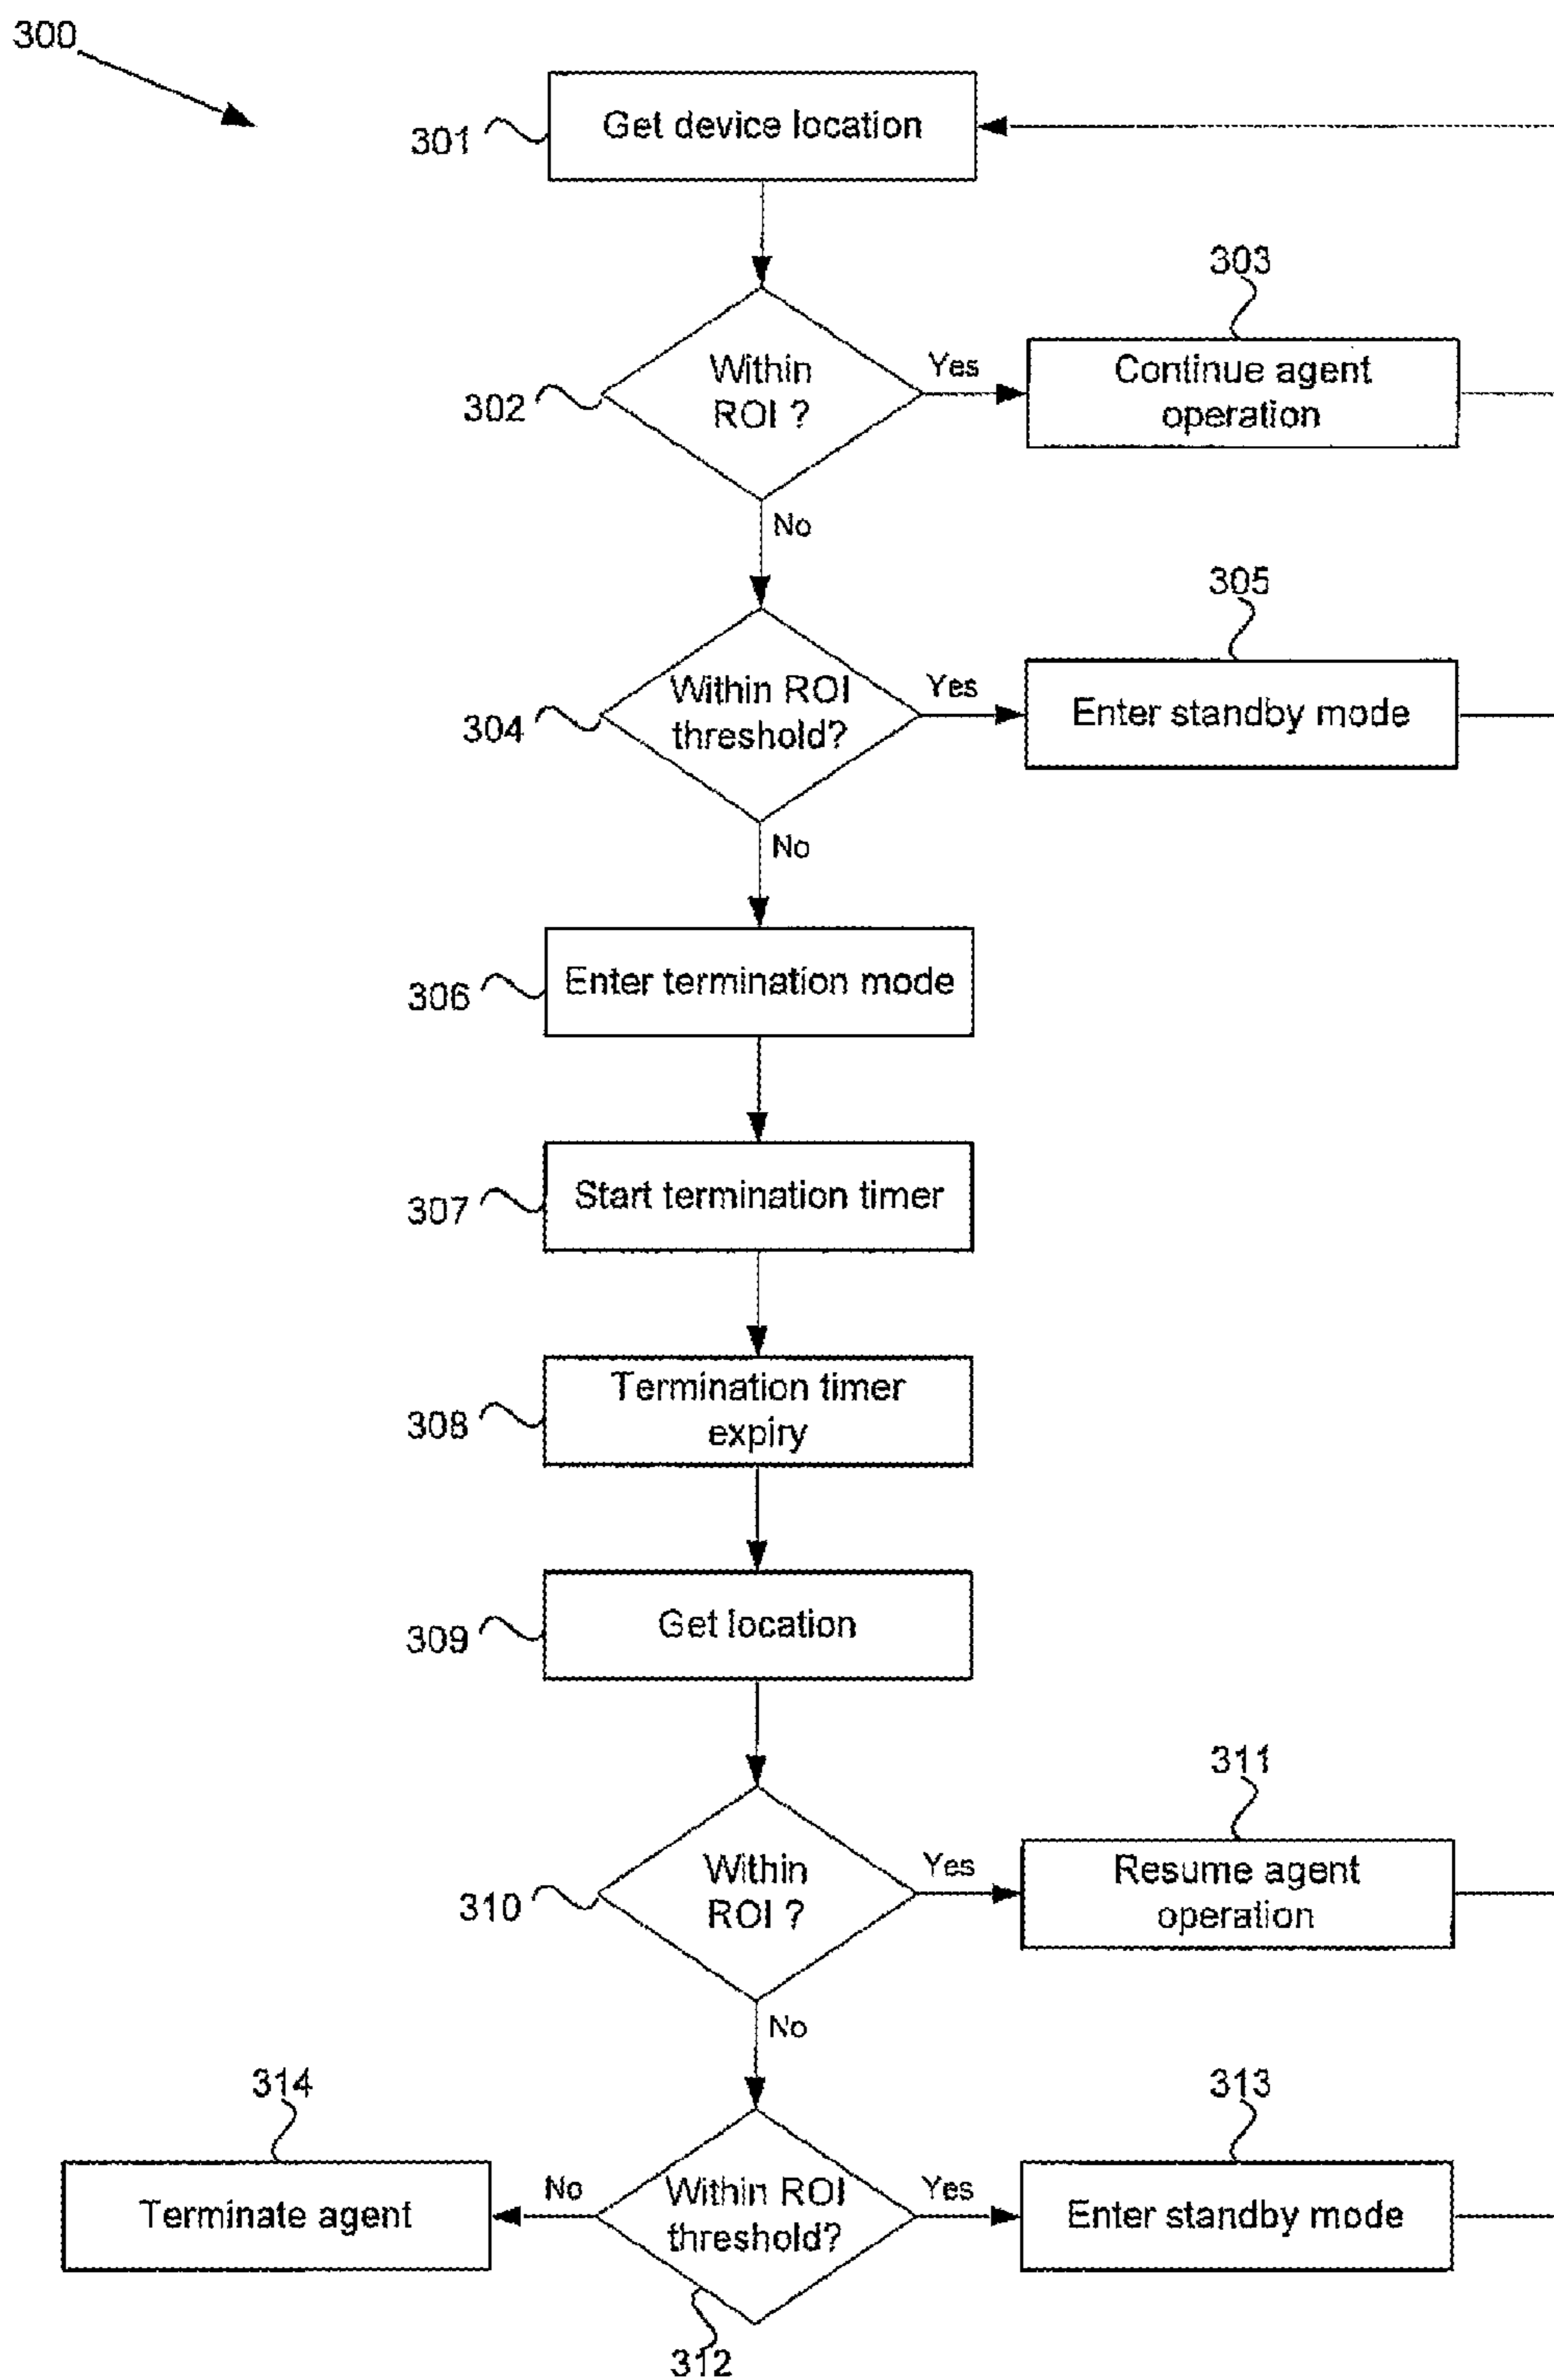 300
301
Get device location
303
302
Within
ROI ?
Yes
Continue agent
operation
No
305
304
Within ROI
threshold?
Yes
Enter standby mode
No
306
Enter termination mode
307
Start termination timer
308
Termination timer
expiry
309
Get location
311
310
Within
ROI ?
Yes
Resume agent
operation
No
314
313
Terminate agent
No
Within ROI
threshold?
Yes
Enter standby mode
312